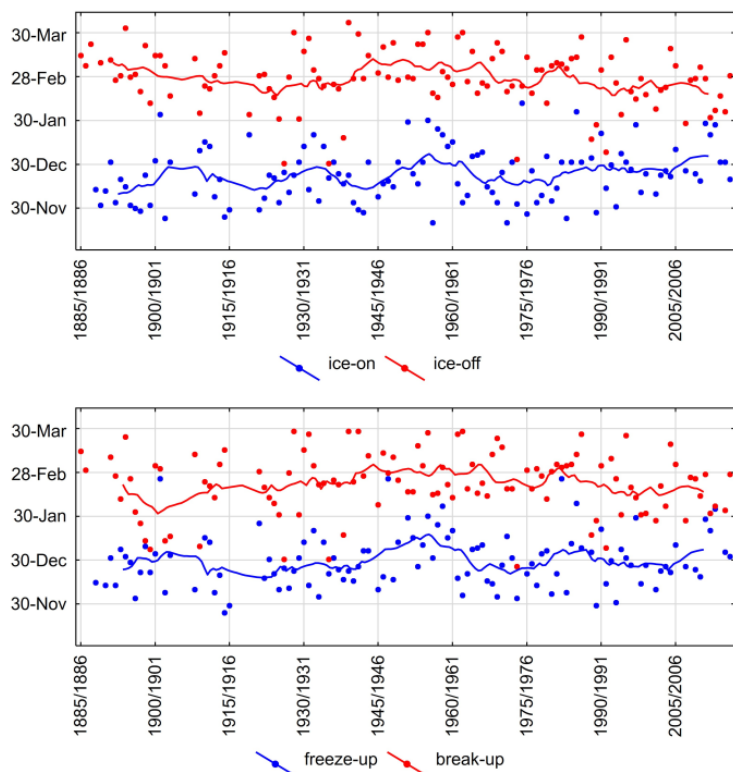 30-Mar
28-Feb
30-Jan
30-Dec
30-Nov
1885/1886
1900/1901
1915/1916
1930/1931
1945/1946
1960/1961
1975/1976
1990/1991
2005/2006
ice-on
ice-off
30-Mar
28-Feb
30-Jan
30-Dec
30-Nov
1885/1886
1900/1901
1915/1916
1930/1931
1945/1946
1960/1961
1975/1976
1990/1991
2005/2006
freeze-up
break-up